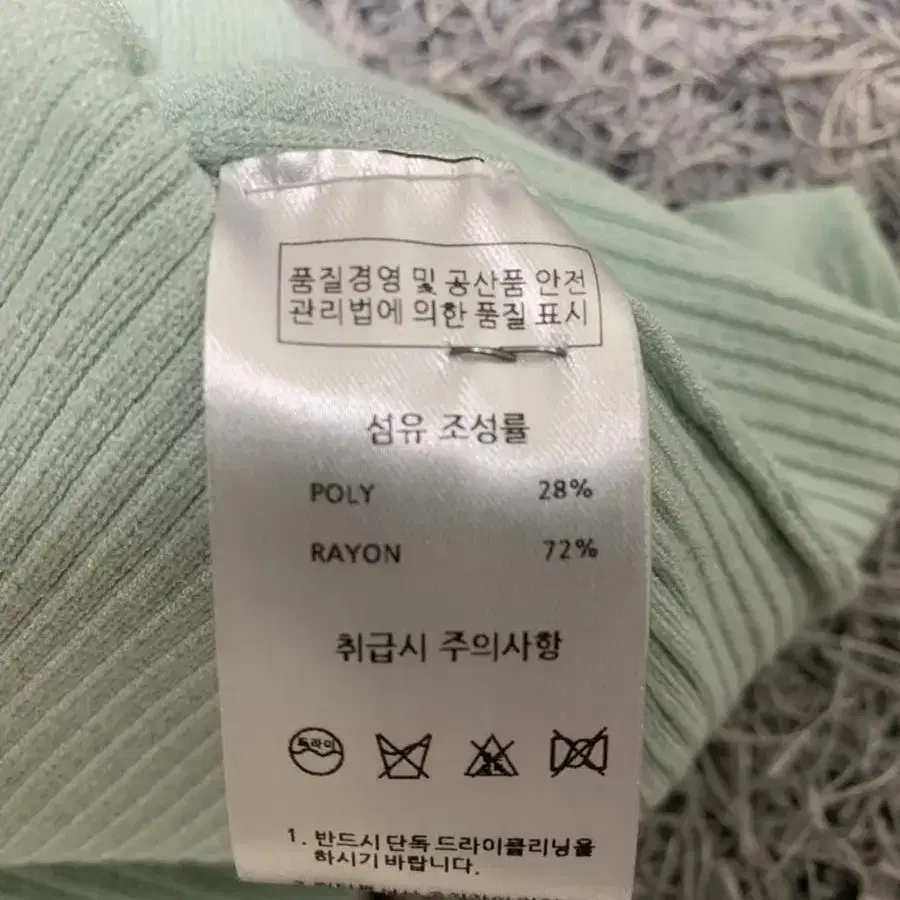 품질경영 및 공산품 안전
관리법에 의한 품질 표시
섬유 조성률
POLY 28%
RAYON 72%
취급시 주의사항
드라이
1. 반드시 단독 드라이클리닝을
하시기 바랍니다.